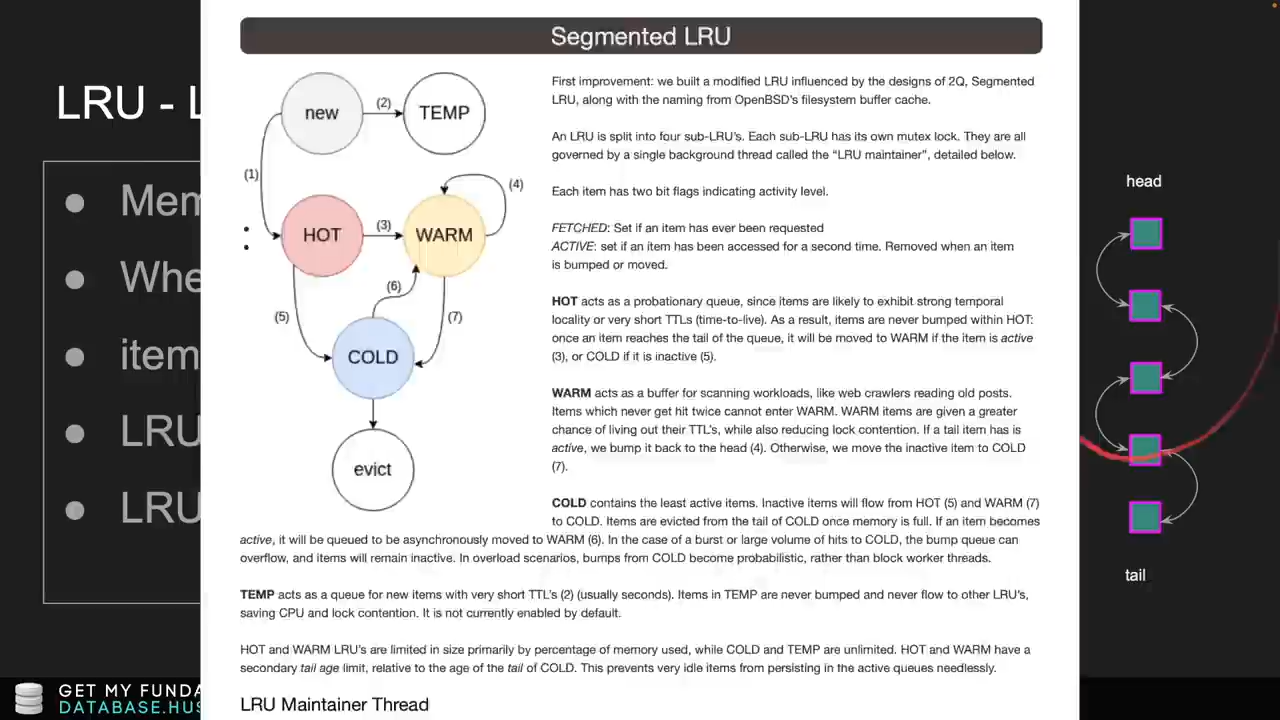 Segmented LRU
LRU - L
Mem
Whe
item
LRU
LRU
new
(2)
TEMP
(1)
(4)
HOT
(3)
WARM
(6)
(5)
(7)
COLD
evict
First improvement: we built a modified LRU influenced by the designs of 2Q, Segmented
LRU, along with the naming from OpenBSD's filesystem buffer cache.
An LRU is split into four sub-LRU's. Each sub-LRU has its own mutex lock. They are all
governed by a single background thread called the “LRU maintainer”, detailed below.
Each item has two bit flags indicating activity level.
FETCHED: Set if an item has ever been requested
ACTIVE: set if an item has been accessed for a second time. Removed when an item
is bumped or moved.
HOT acts as a probationary queue, since items are likely to exhibit strong temporal
locality or very short TTLs (time-to-live). As a result, items are never bumped within HOT:
once an item reaches the tail of the queue, it will be moved to WARM if the item is active
(3), or COLD if it is inactive (5).
WARM acts as a buffer for scanning workloads, like web crawlers reading old posts.
Items which never get hit twice cannot enter WARM. WARM items are given a greater
chance of living out their TTL's, while also reducing lock contention. If a tail item has is
active, we bump it back to the head (4). Otherwise, we move the inactive item to COLD
(7).
COLD contains the least active items. Inactive items will flow from HOT (5) and WARM (7)
to COLD. Items are evicted from the tail of COLD once memory is full. If an item becomes
active, it will be queued to be asynchronously moved to WARM (6). In the case of a burst or large volume of hits to COLD, the bump queue can
overflow, and items will remain inactive. In overload scenarios, bumps from COLD become probabilistic, rather than block worker threads.
TEMP acts as a queue for new items with very short TTL's (2) (usually seconds). Items in TEMP are never bumped and never flow to other LRU's,
saving CPU and lock contention. It is not currently enabled by default.
HOT and WARM LRU's are limited in size primarily by percentage of memory used, while COLD and TEMP are unlimited. HOT and WARM have a
secondary tail age limit, relative to the age of the tail of COLD. This prevents very idle items from persisting in the active queues needlessly.
LRU Maintainer Thread
head
tail
GET MY FUNDA
DATABASE.HUS